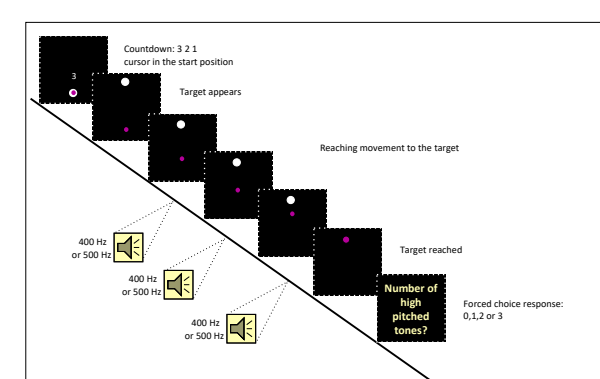 Countdown: 3 2 1
cursor in the start position
3
Target appears
Reaching movement to the target
400 Hz
or 500 Hz
400 Hz
or 500 Hz
400 Hz
or 500 Hz
Target reached
Number of
high
pitched
tones?
Forced choice response:
0,1,2 or 3